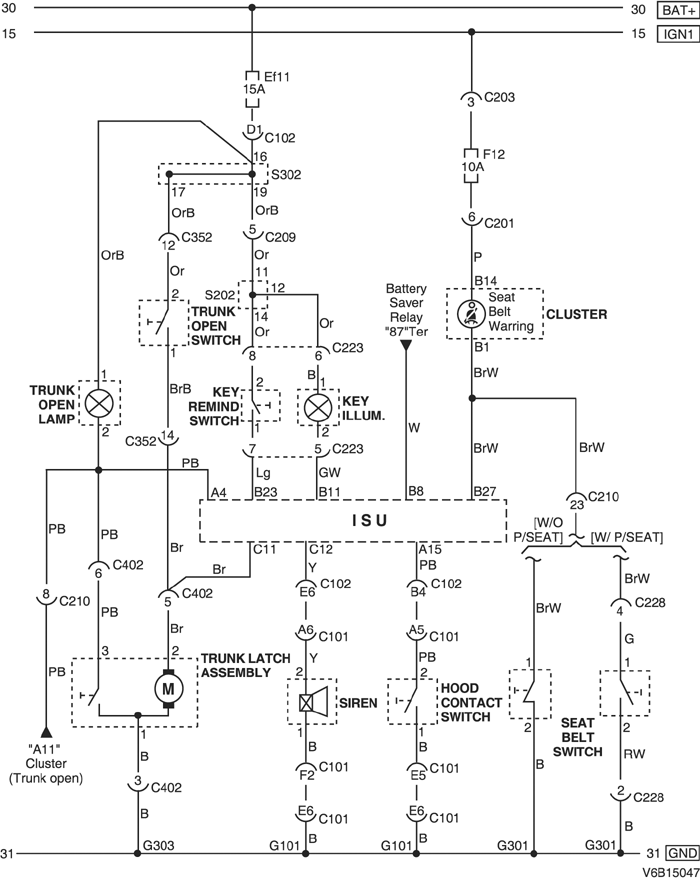 30
30 BAT+
15
15 IGN1
Ef11
15A
D1
C102
16
S302
17
19
OrB
OrB
OrB
12
C352
5
C209
Or
Or
11
12
S202
14
Or
Or
2
TRUNK
OPEN
SWITCH
1
8
6
C223
BrB
2
KEY
REMIND
SWITCH
1
B
1
KEY
ILLUM.
2
7
5
C223
Lg
GW
C203
3
F12
10A
6
C201
P
B14
Seat
Belt
Warring
CLUSTER
B1
BrW
BrW
BrW
Battery
Saver
Relay
"87"Ter
W
1
TRUNK
OPEN
LAMP
2
C352
14
PB
A4
B23
B11
B8
B27
ISU
C11
C12
A15
23
C210
[W/O
P/SEAT]
[W/ P/SEAT]
PB
PB
Br
Br
Y
PB
6
C402
8
C210
5
C402
E6
C102
B4
C102
BrW
BrW
4
C228
PB
PB
Br
A6
C101
A5
C101
G
3
2
TRUNK LATCH
ASSEMBLY
M
1
Y
2
SIREN
1
PB
2
HOOD
CONTACT
SWITCH
1
1
2
1
SEAT
BELT
SWITCH
2
"A11"
Cluster
(Trunk open)
B
3
C402
B
B
F2
C101
E6
C101
B
B
E5
C101
E6
C101
B
B
RW
2
C228
B
31
G303
G101
G101
G301
G301
31 GND
V6B15047